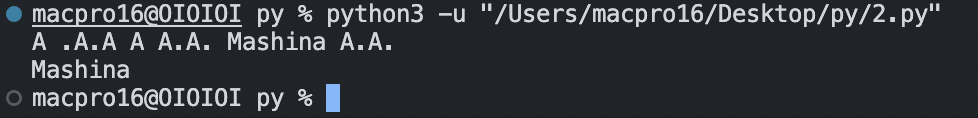 macpro16@OIOIOI py % python3 -u "/Users/macpro16/Desktop/py/2.py"
A .A.A A A.A. Mashina A.A.
Mashina
macpro16@OIOIOI py %